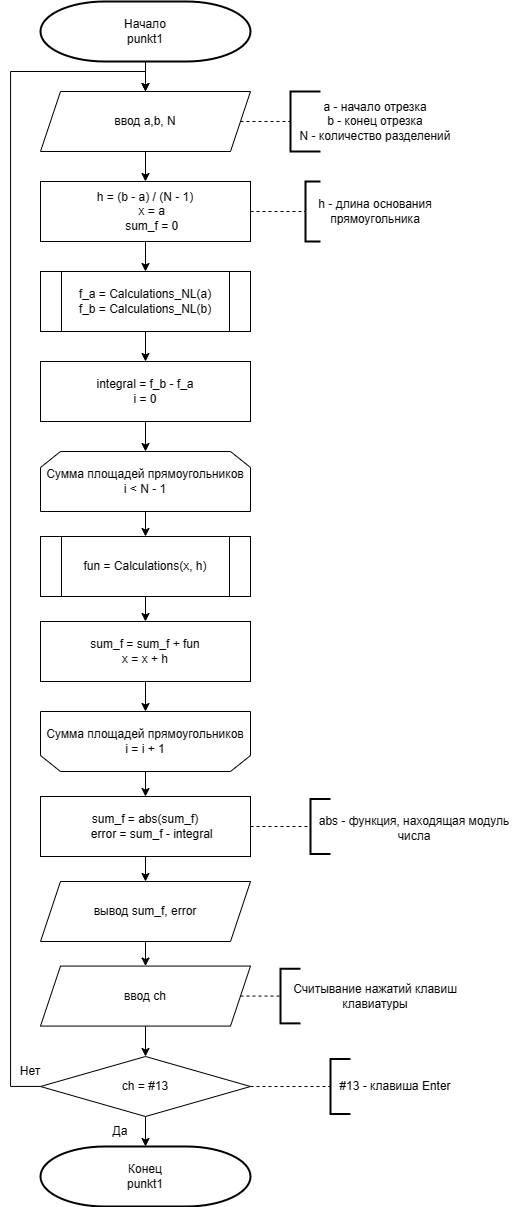 Начало
punkt1
ввод a,b, N
a - начало отрезка
b - конец отрезка
N - количество разделений
h = (b - a) / (N - 1)
x = a
sum_f = 0
h - длина основания
прямоугольника
f_a = Calculations_NL(a)
f_b = Calculations_NL(b)
integral = f_b - f_a
i = 0
Сумма площадей прямоугольников
i < N - 1
fun = Calculations(x, h)
sum_f = sum_f + fun
x = x + h
Сумма площадей прямоугольников
i = i + 1
sum_f = abs(sum_f)
error = sum_f - integral
abs - функция, находящая модуль
числа
вывод sum_f, error
ввод ch
Считывание нажатий клавиш
клавиатуры
Нет
ch = #13
#13 - клавиша Enter
Да
Конец
punkt1